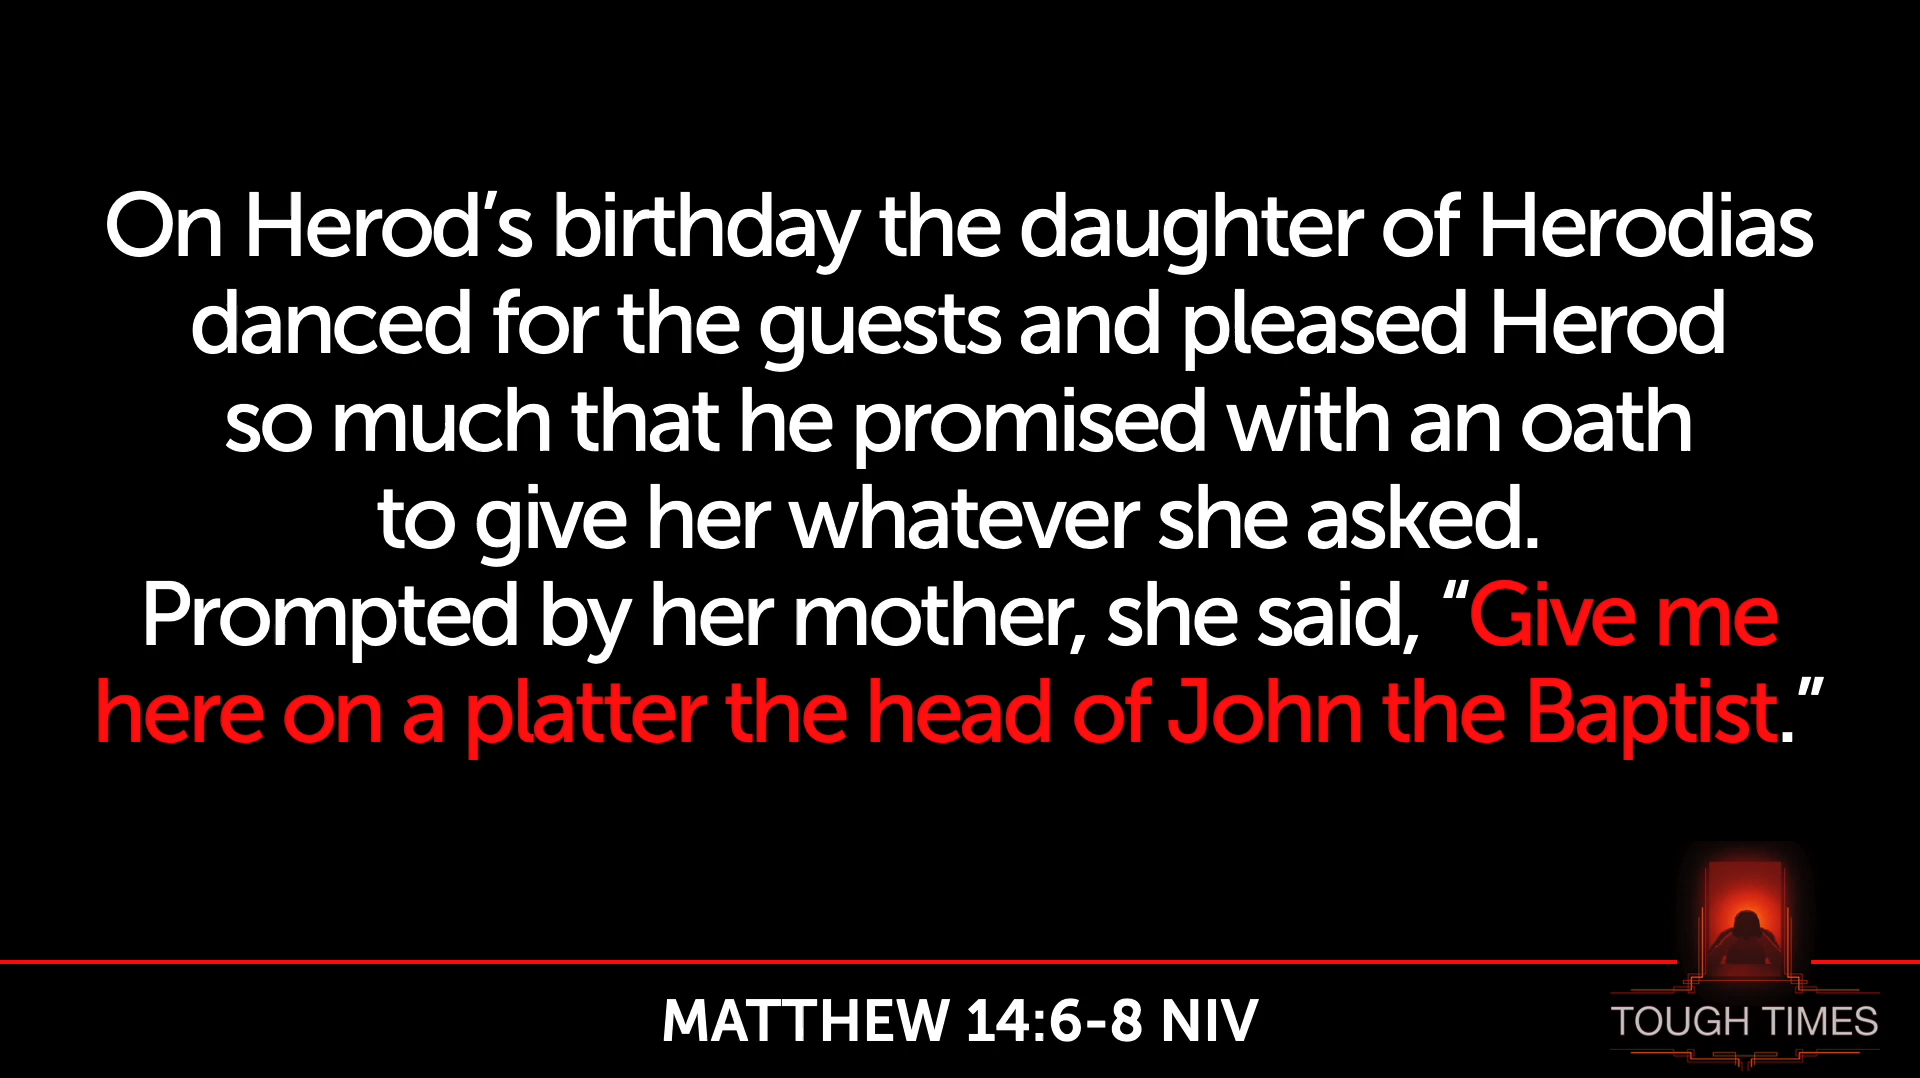 On Herod’s birthday the daughter of Herodias
danced for the guests and pleased Herod
so much that he promised with an oath
to give her whatever she asked.
Prompted by her mother, she said, “Give me
here on a platter the head of John the Baptist.”
MATTHEW 14:6-8 NIV
TOUGH TIMES